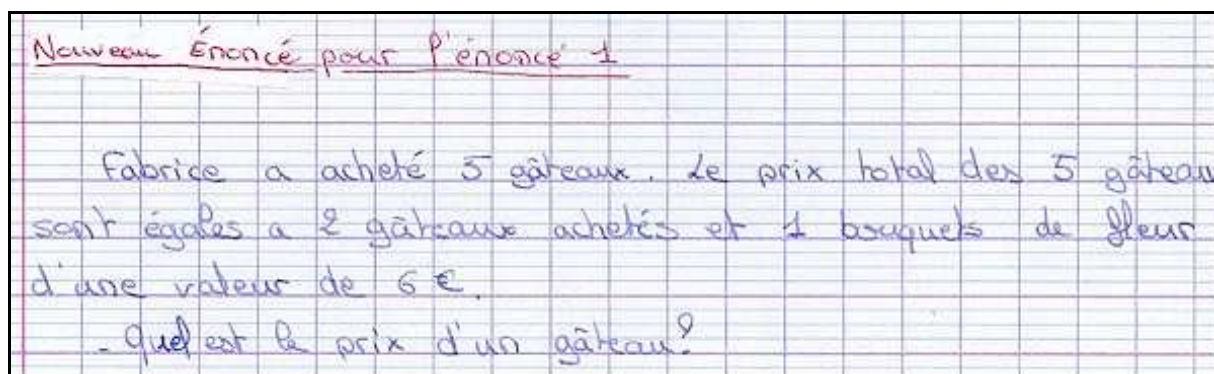 Nouveau Énoncé pour l'énoncé 1
Fabrice a acheté 5 gâteaux. Le prix total des 5 gâteau
sont égales a 2 gâteaux achetés et 1 bouquets de fleur
d'une valeur de 6 €.
- Quel est le prix d'un gâteau?